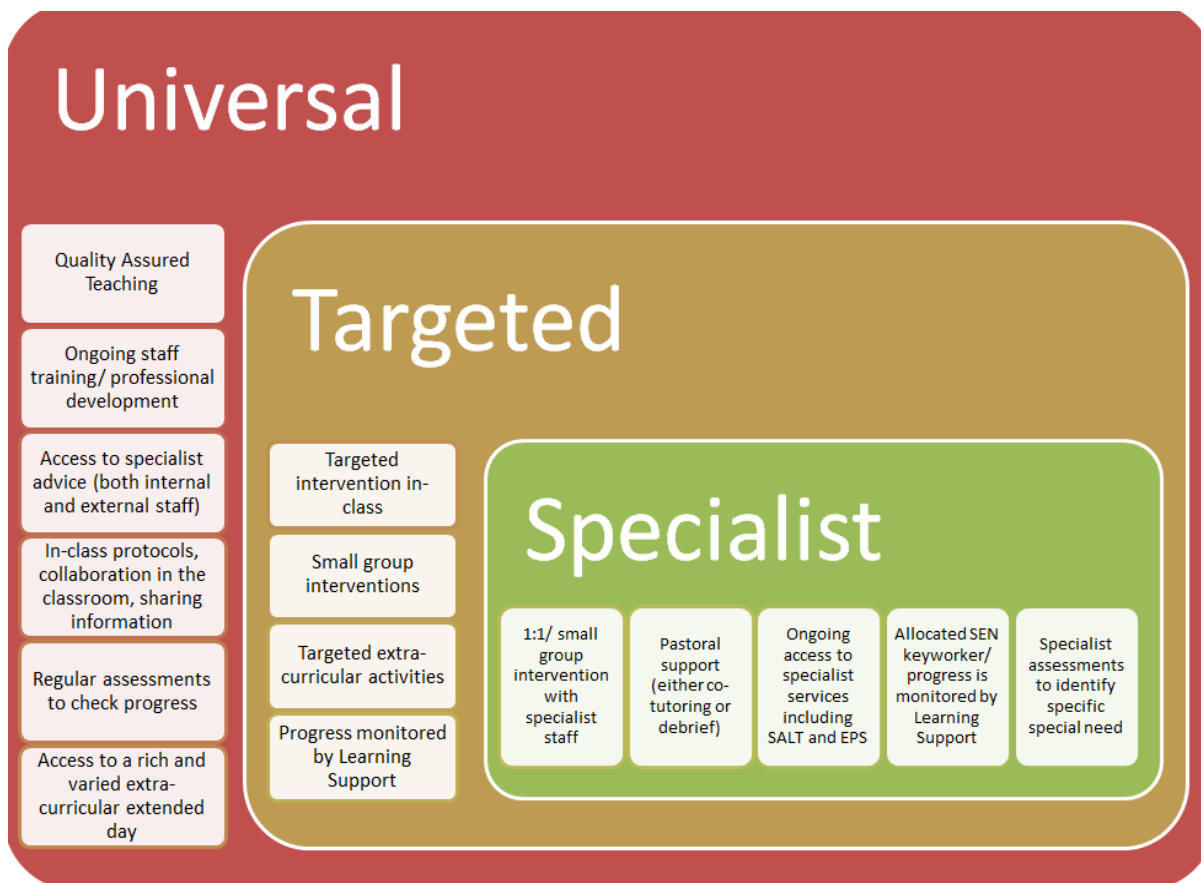 Universal
Quality Assured
Teaching
Ongoing staff
training/ professional
development
Access to specialist
advice (both internal
and external staff)
In-class protocols,
collaboration in the
classroom, sharing
information
Regular assessments
to check progress
Access to a rich and
varied extra-
curricular extended
day
Targeted
Targeted
intervention in-
class
Small group
interventions
Targeted extra-
curricular activities
Progress monitored
by Learning
Support
Specialist
1:1/ small
group
intervention
with
specialist
staff
Pastoral
support
(either co-
tutoring or
debrief)
Ongoing
access to
specialist
services
including
SALT and EPS
Allocated SEN
keyworker/
progress is
monitored by
Learning
Support
Specialist
assessments
to identify
specific
special need